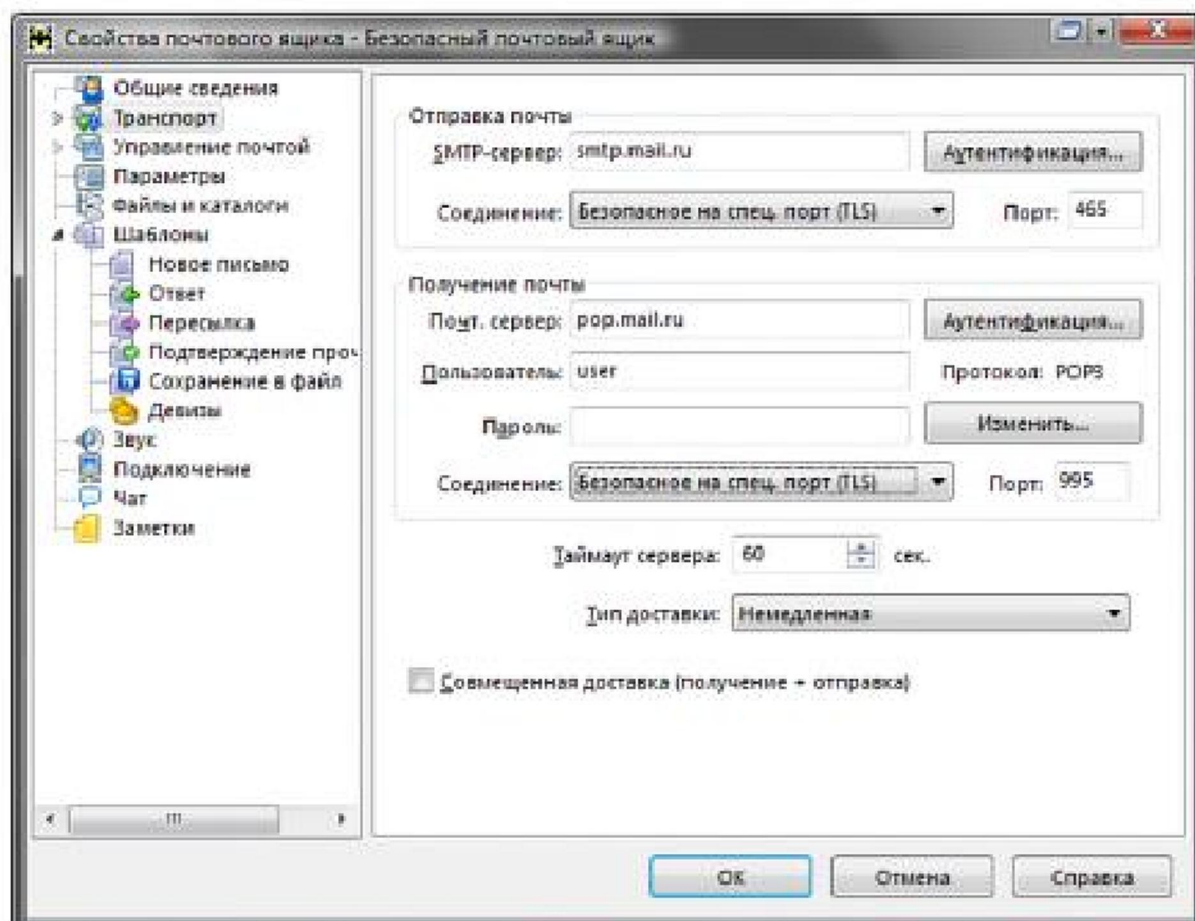 Свойства почтового ящика - Безопасный почтовый ящик
Общие сведения
Транспорт
Управление почтой
Параметры
Файлы и каталоги
Шаблоны
Новое письмо
Ответ
Пересылка
Подтверждение проч
Сохранение в файл
Девизы
Звук
Подключение
Чат
Заметки
Отправка почты
SMTP-сервер: smtp.mail.ru Аутентификация...
Соединение: Безопасное на спец. порт (TLS) Порт: 465
Получение почты
Почт. сервер: pop.mail.ru Аутентификация...
Пользователь: user Протокол: POP3
Пароль: Изменить...
Соединение: Безопасное на спец. порт (TLS) Порт: 995
Таймаут сервера: 60 сек.
Тип доставки: Немедленная
Совмещенная доставка (получение + отправка)
OK Отмена Справка